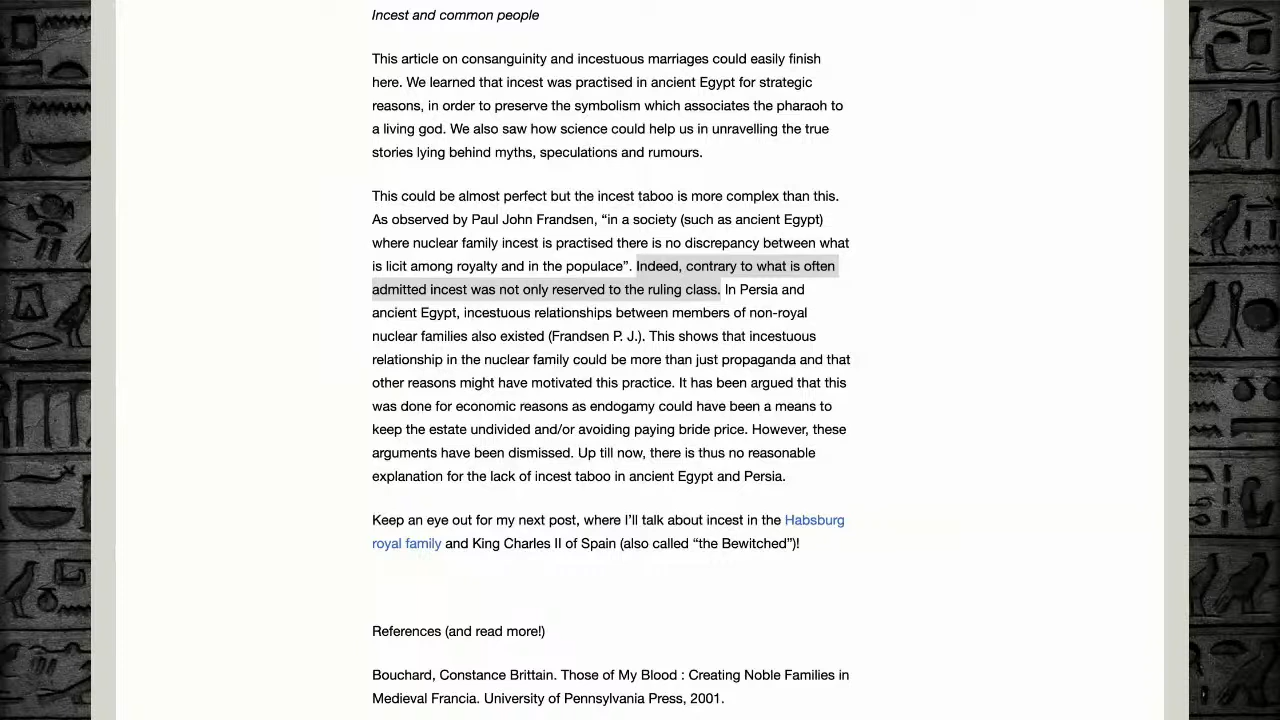 Incest and common people
This article on consanguinity and incestuous marriages could easily finish
here. We learned that incest was practised in ancient Egypt for strategic
reasons, in order to preserve the symbolism which associates the pharaoh to
a living god. We also saw how science could help us in unravelling the true
stories lying behind myths, speculations and rumours.
This could be almost perfect but the incest taboo is more complex than this.
As observed by Paul John Frandsen, “in a society (such as ancient Egypt)
where nuclear family incest is practised there is no discrepancy between what
is licit among royalty and in the populace”. Indeed, contrary to what is often
admitted incest was not only reserved to the ruling class. In Persia and
ancient Egypt, incestuous relationships between members of non-royal
nuclear families also existed (Frandsen P. J.). This shows that incestuous
relationship in the nuclear family could be more than just propaganda and that
other reasons might have motivated this practice. It has been argued that this
was done for economic reasons as endogamy could have been a means to
keep the estate undivided and/or avoiding paying bride price. However, these
arguments have been dismissed. Up till now, there is thus no reasonable
explanation for the lack of incest taboo in ancient Egypt and Persia.
Keep an eye out for my next post, where I’ll talk about incest in the Habsburg
royal family and King Charles II of Spain (also called “the Bewitched”)!
References (and read more!)
Bouchard, Constance Brittain. Those of My Blood : Creating Noble Families in
Medieval Francia. University of Pennsylvania Press, 2001.